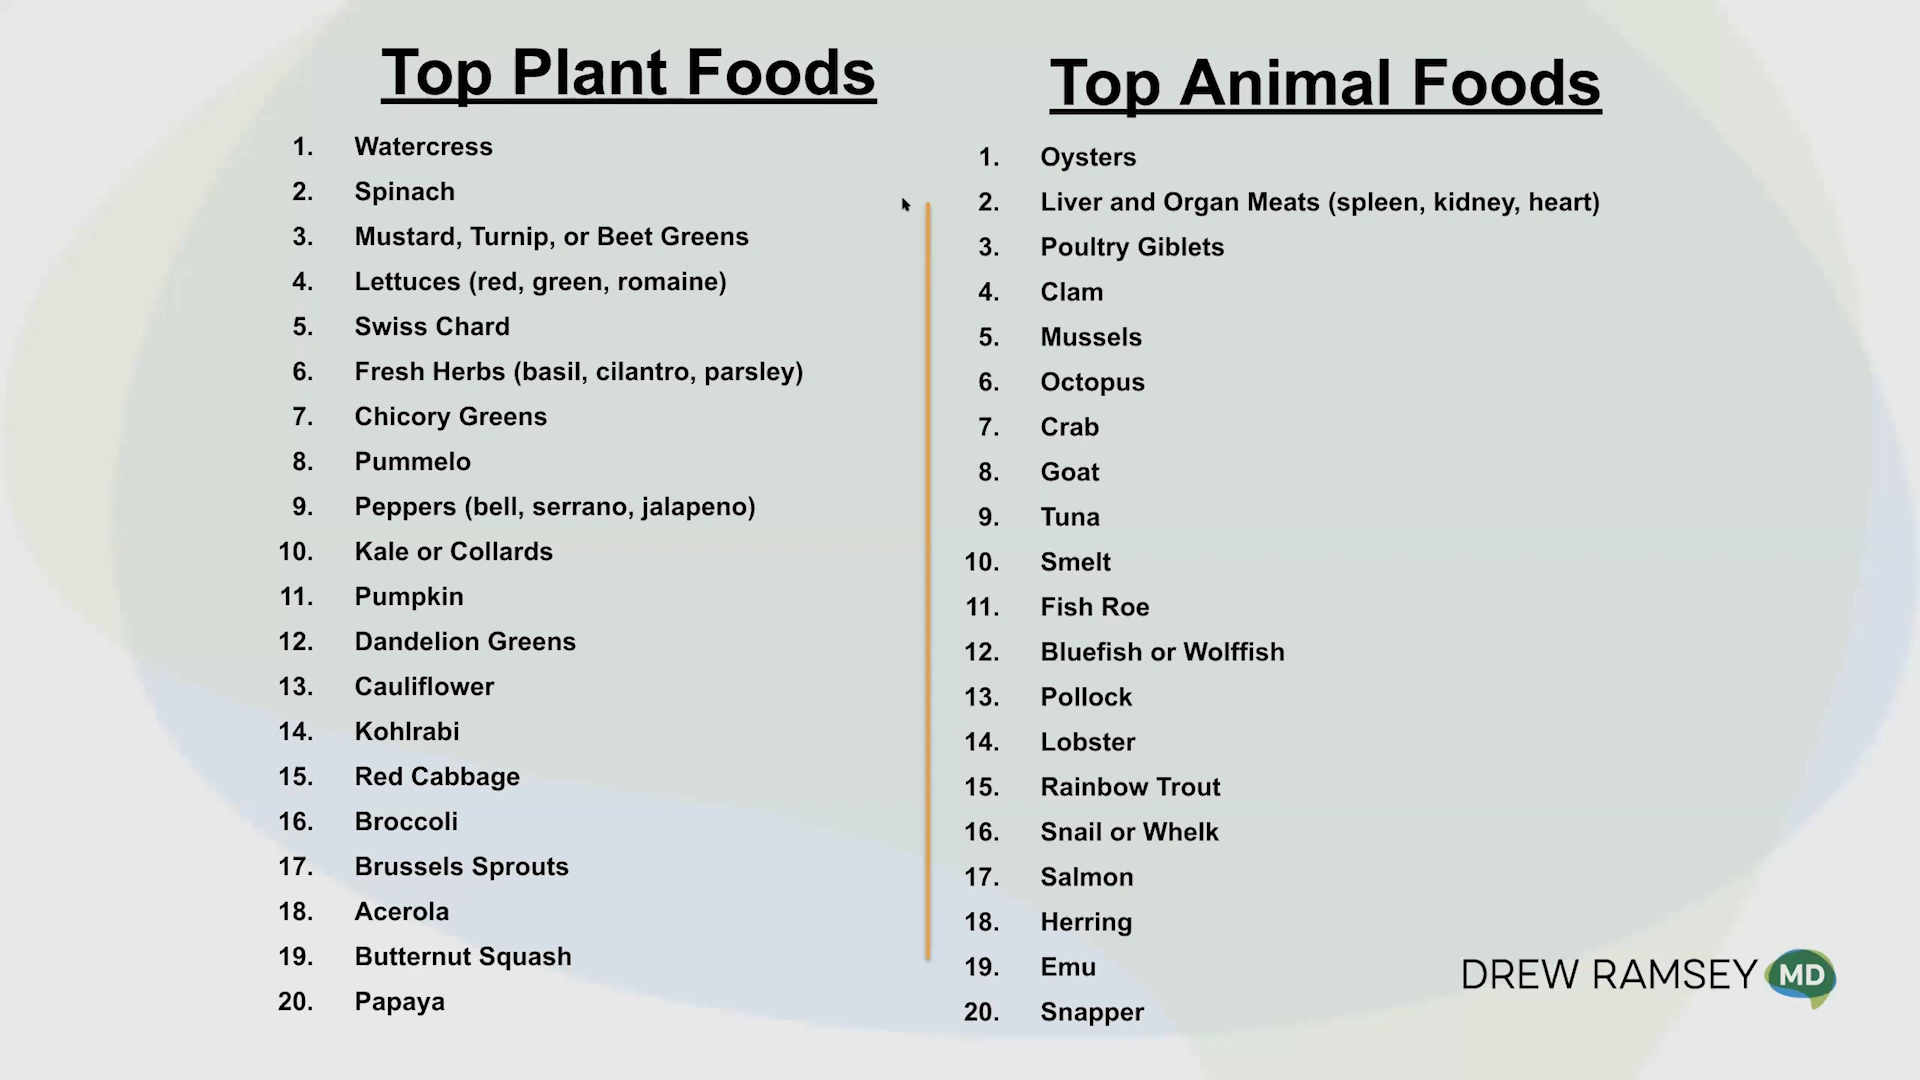 Top Plant Foods
1. Watercress
2. Spinach
3. Mustard, Turnip, or Beet Greens
4. Lettuces (red, green, romaine)
5. Swiss Chard
6. Fresh Herbs (basil, cilantro, parsley)
7. Chicory Greens
8. Pummelo
9. Peppers (bell, serrano, jalapeno)
10. Kale or Collards
11. Pumpkin
12. Dandelion Greens
13. Cauliflower
14. Kohlrabi
15. Red Cabbage
16. Broccoli
17. Brussels Sprouts
18. Acerola
19. Butternut Squash
20. Papaya
Top Animal Foods
1. Oysters
2. Liver and Organ Meats (spleen, kidney, heart)
3. Poultry Giblets
4. Clam
5. Mussels
6. Octopus
7. Crab
8. Goat
9. Tuna
10. Smelt
11. Fish Roe
12. Bluefish or Wolffish
13. Pollock
14. Lobster
15. Rainbow Trout
16. Snail or Whelk
17. Salmon
18. Herring
19. Emu
20. Snapper
DREW RAMSEY MD